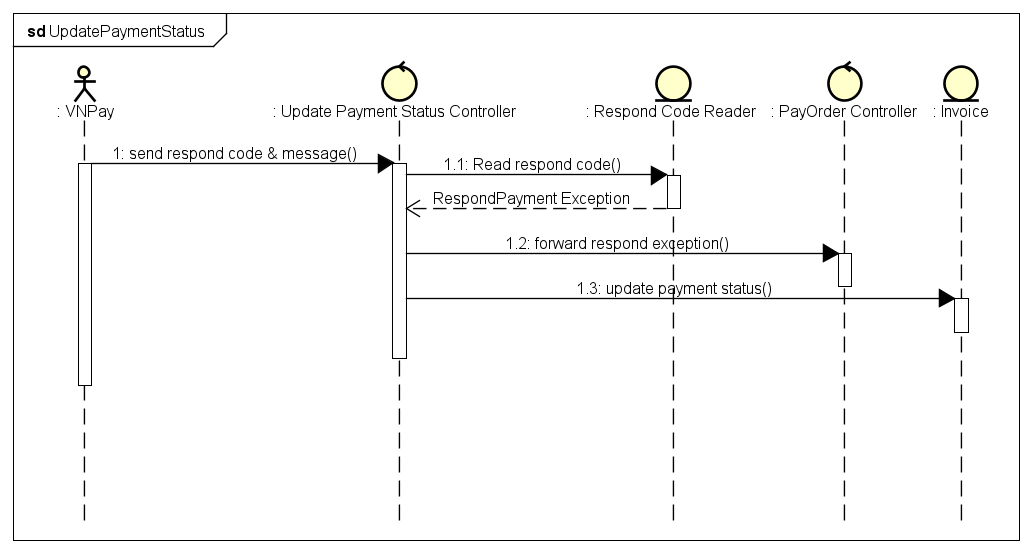 sd UpdatePaymentStatus
: VNPay
: Update Payment Status Controller
: Respond Code Reader
: PayOrder Controller
: Invoice
1: send respond code & message()
1.1: Read respond code()
RespondPayment Exception
1.2: forward respond exception()
1.3: update payment status()